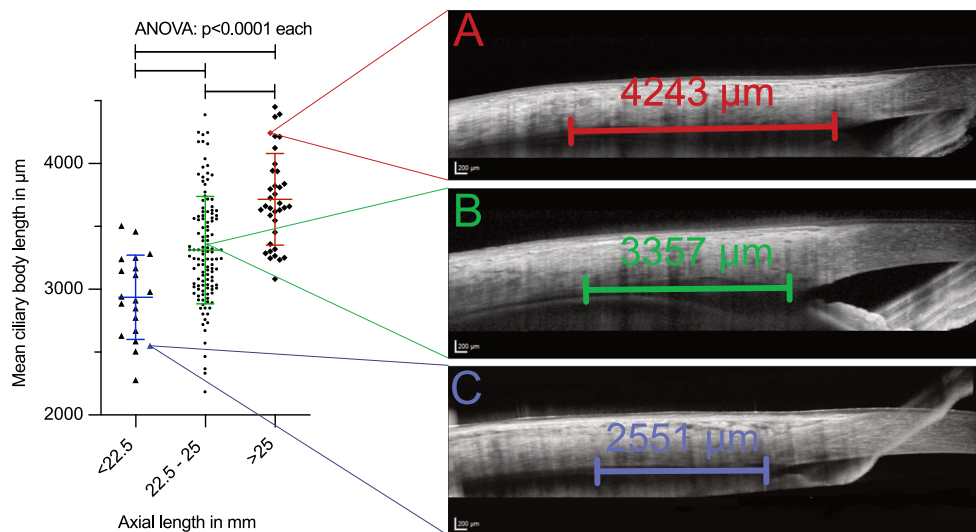 ANOVA: p<0.0001 each
Mean ciliary body length in µm
4000
3000
2000
<22.5
22.5 - 25
>25
Axial length in mm
A
4243 µm
200 µm
B
3357 µm
200 µm
C
2551 µm
200 µm